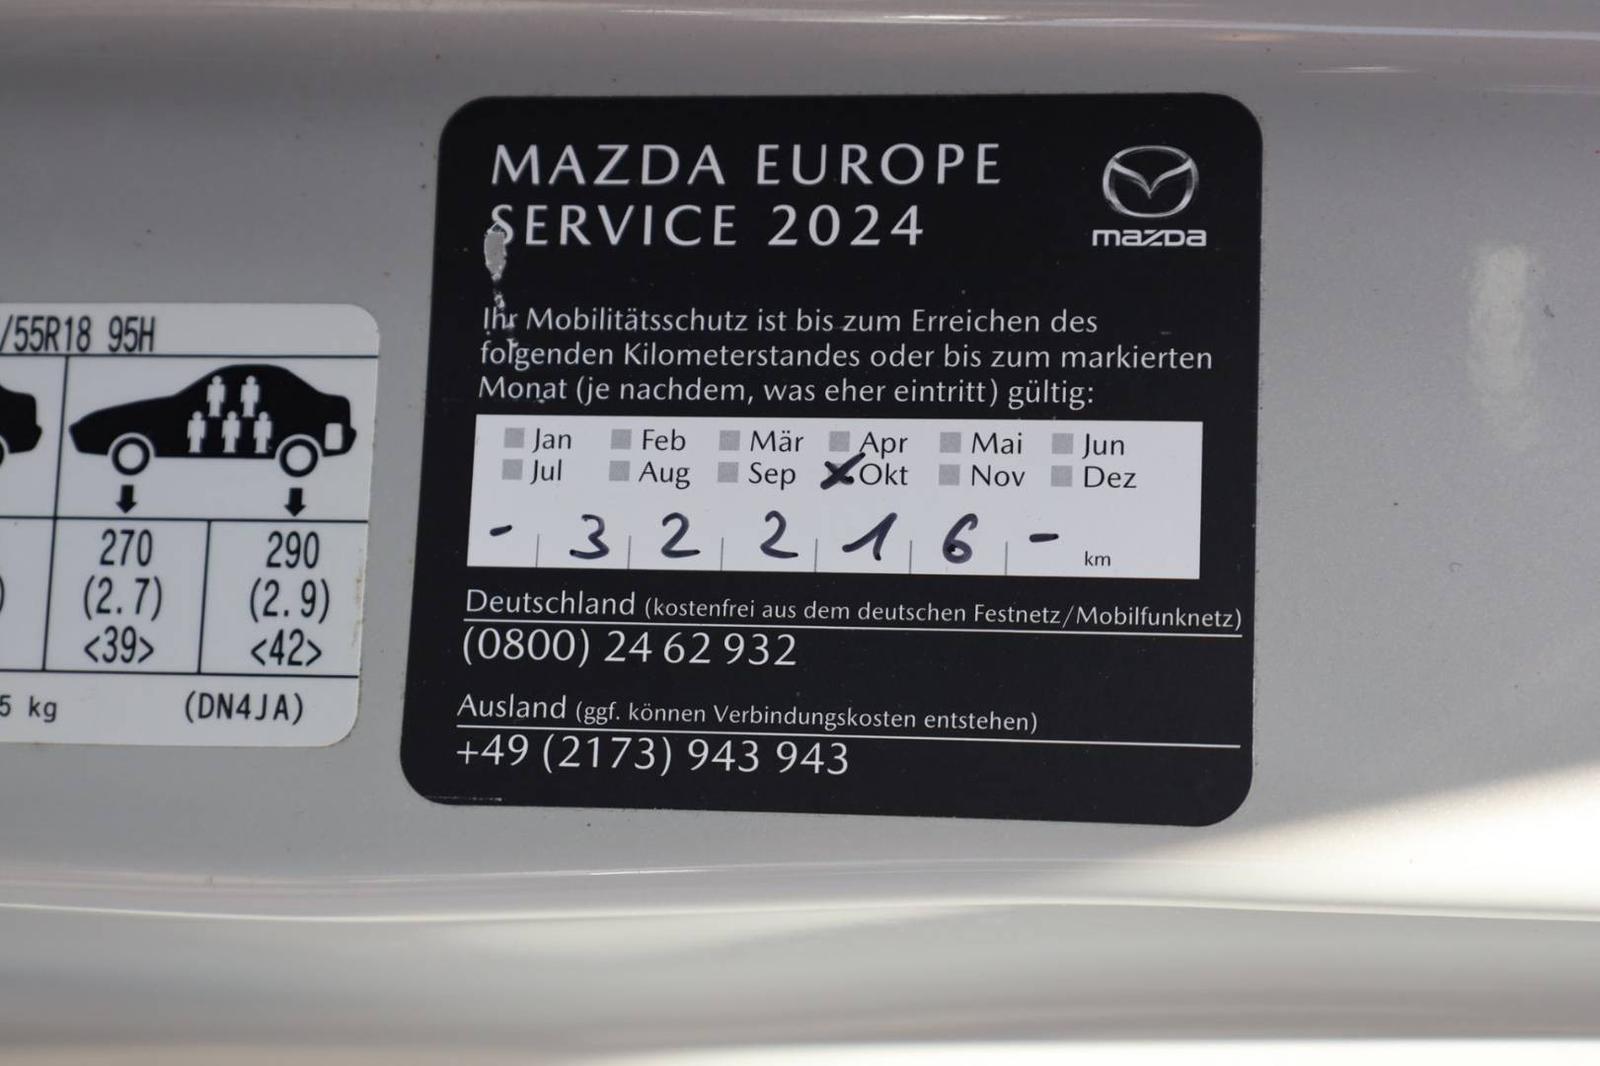 MAZDA EUROPE
SERVICE 2024
mazda
Ihr Mobilitätsschutz ist bis zum Erreichen des
folgenden Kilometerstandes oder bis zum markierten
Monat (je nachdem, was eher eintritt) gültig:
Jan Feb Mär Apr Mai Jun
Jul Aug Sep Okt Nov Dez
- 3 2 2 1 6 - km
Deutschland (kostenfrei aus dem deutschen Festnetz/Mobilfunknetz)
(0800) 24 62 932
Ausland (ggf. können Verbindungskosten entstehen)
+49 (2173) 943 943
/55R18 95H
270 290
(2.7) (2.9)
<39> <42>
5 kg (DN4JA)